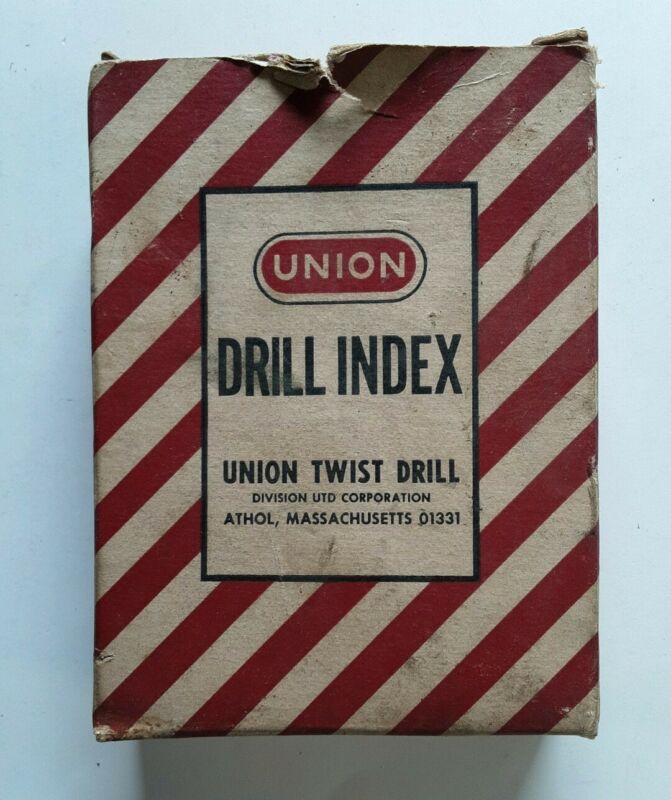 UNION
DRILL INDEX
UNION TWIST DRILL
DIVISION UTD CORPORATION
ATHOL, MASSACHUSETTS 01331